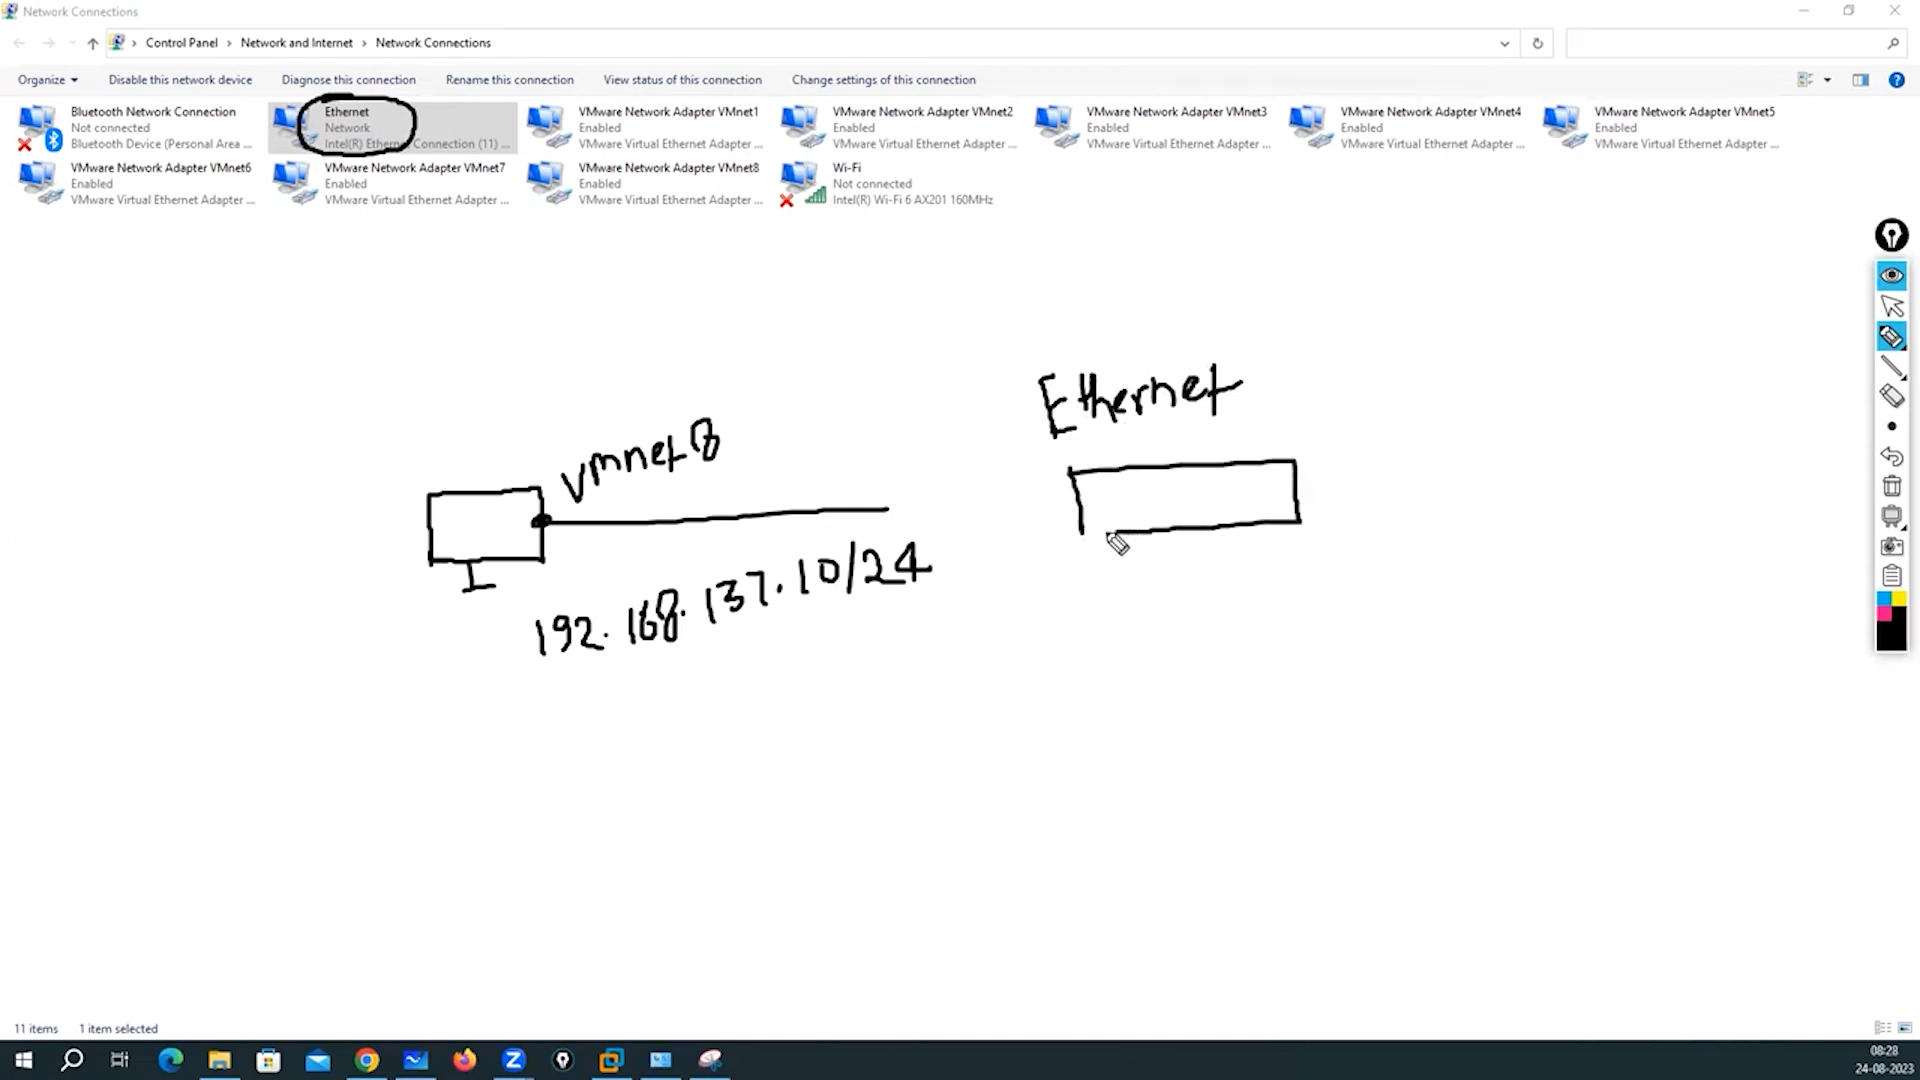 Network Connections
Control Panel > Network and Internet > Network Connections
Organize Disable this network device Diagnose this connection Rename this connection View status of this connection Change settings of this connection
Bluetooth Network Connection
Not connected
Bluetooth Device (Personal Area ...
Ethernet
Network
Intel(R) Ethernet Connection (11) ...
VMware Network Adapter VMnet1
Enabled
VMware Virtual Ethernet Adapter ...
VMware Network Adapter VMnet2
Enabled
VMware Virtual Ethernet Adapter ...
VMware Network Adapter VMnet3
Enabled
VMware Virtual Ethernet Adapter ...
VMware Network Adapter VMnet4
Enabled
VMware Virtual Ethernet Adapter ...
VMware Network Adapter VMnet5
Enabled
VMware Virtual Ethernet Adapter ...
VMware Network Adapter VMnet6
Enabled
VMware Virtual Ethernet Adapter ...
VMware Network Adapter VMnet7
Enabled
VMware Virtual Ethernet Adapter ...
VMware Network Adapter VMnet8
Enabled
VMware Virtual Ethernet Adapter ...
Wi-Fi
Not connected
Intel(R) Wi-Fi 6 AX201 160MHz
Ethernet
Vmnet 8
192.168.137.10/24
11 items 1 item selected
08:28
24-08-2023